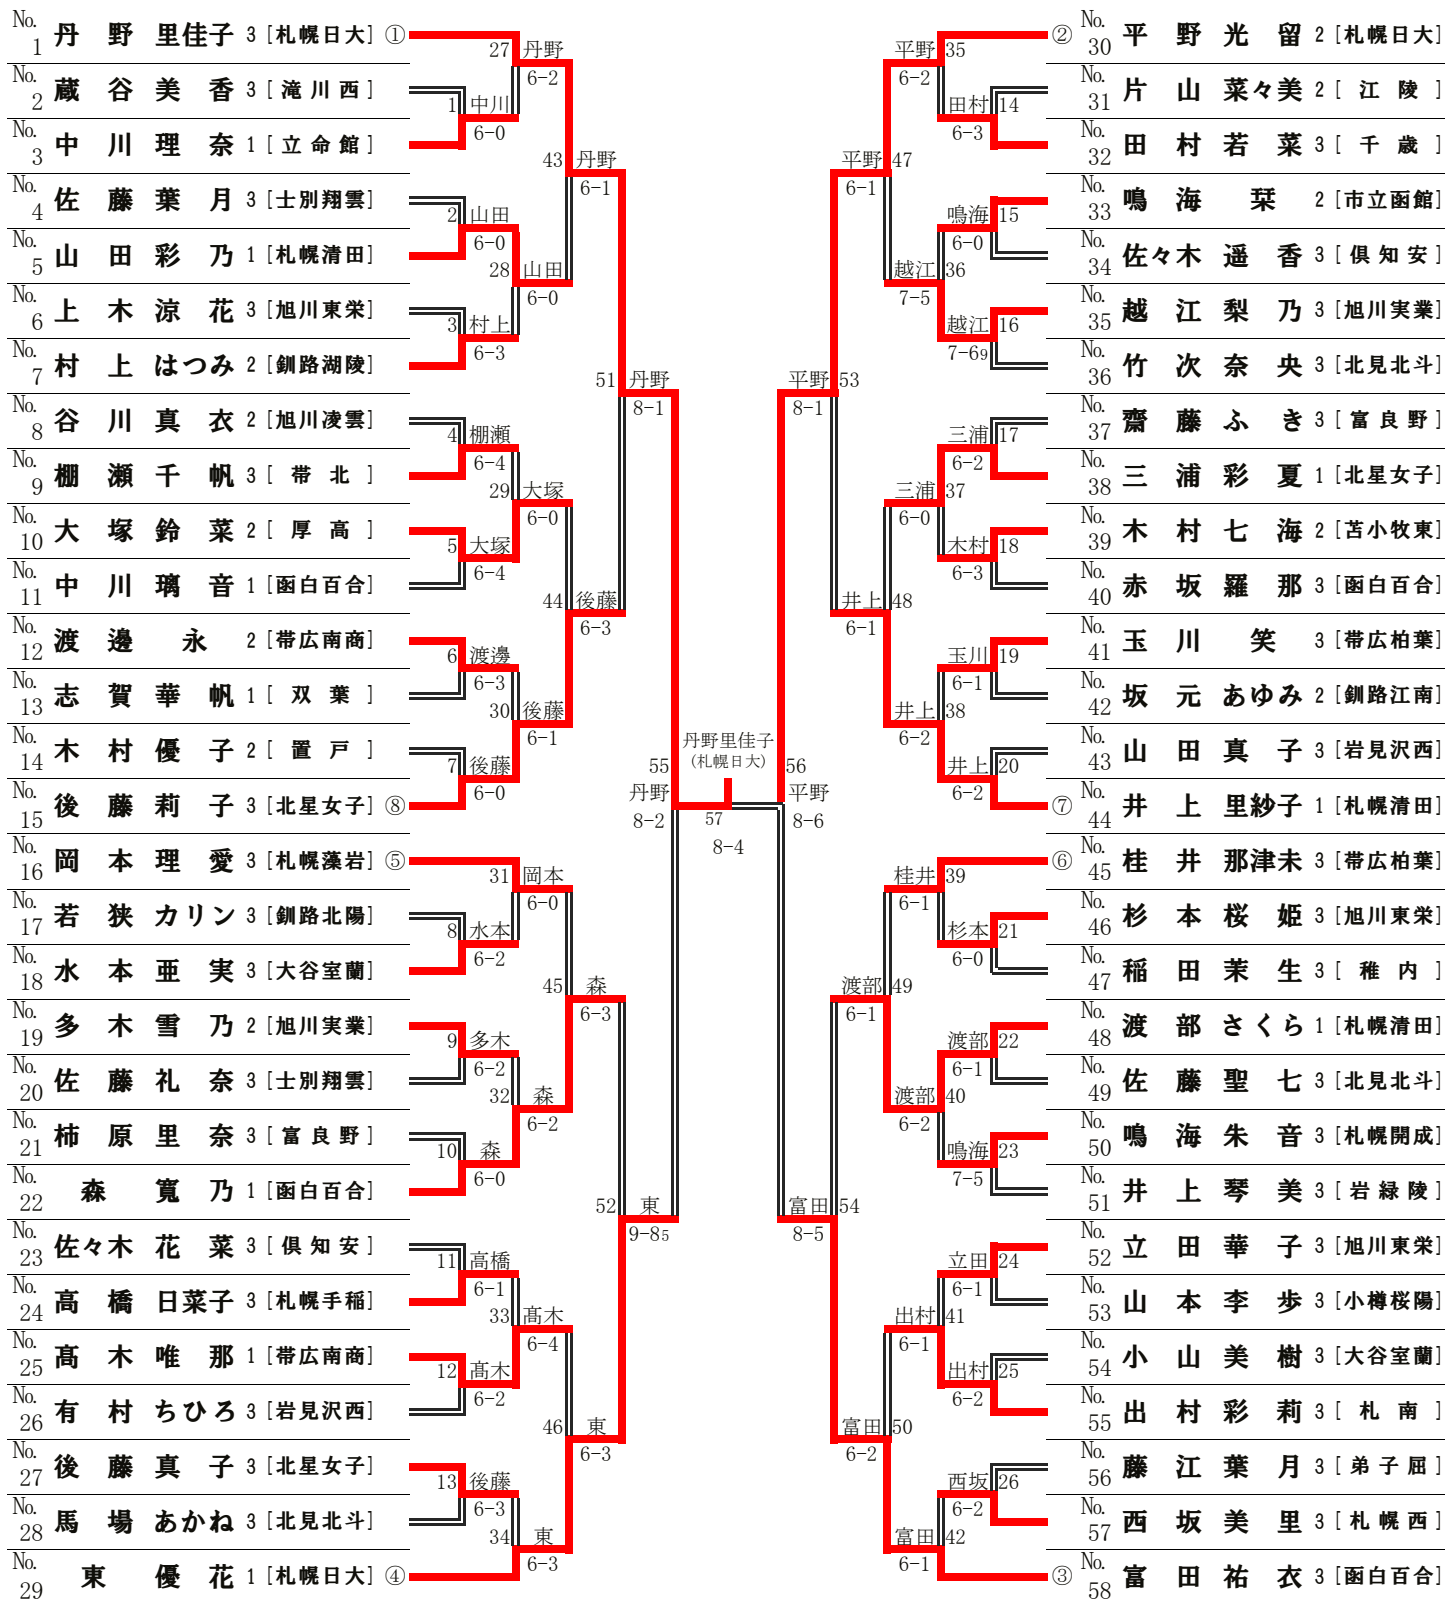 No. 1 丹野 里佳子 3 [札幌日大] ①
No. 2 蔵谷 美香 3 [滝川西]
No. 3 中川 理奈 1 [立命館]
No. 4 佐藤 葉月 3 [士別翔雲]
No. 5 山田 彩乃 1 [札幌清田]
No. 6 上木 涼花 3 [旭川東栄]
No. 7 村上 はつみ 2 [釧路湖陵]
No. 8 谷川 真衣 2 [旭川凌雲]
No. 9 棚瀬 千帆 3 [帯北]
No. 10 大塚 鈴菜 2 [厚高]
No. 11 中川 璃音 1 [函白百合]
No. 12 渡邊 永 2 [帯広南商]
No. 13 志賀 華帆 1 [双葉]
No. 14 木村 優子 2 [置戸]
No. 15 後藤 莉子 3 [北星女子] ⑧
No. 16 岡本 理愛 3 [札幌藻岩] ⑤
No. 17 若狭 カリン 3 [釧路北陽]
No. 18 水本 亜実 3 [大谷室蘭]
No. 19 多木 雪乃 2 [旭川実業]
No. 20 佐藤 礼奈 3 [士別翔雲]
No. 21 柿原 里奈 3 [富良野]
No. 22 森 寛乃 1 [函白百合]
No. 23 佐々木 花菜 3 [倶知安]
No. 24 高橋 日菜子 3 [札幌手稲]
No. 25 髙木 唯那 1 [帯広南商]
No. 26 有村 ちひろ 3 [岩見沢西]
No. 27 後藤 真子 3 [北星女子]
No. 28 馬場 あかね 3 [北見北斗]
No. 29 東 優花 1 [札幌日大] ④
1 中川 6-0
2 山田 6-0
3 村上 6-3
4 棚瀬 6-4
5 大塚 6-4
6 渡邊 6-3
7 後藤 6-0
8 水本 6-2
9 多木 6-2
10 森 6-0
11 高橋 6-1
12 髙木 6-2
13 後藤 6-3
27 丹野 6-2
28 山田 6-0
29 大塚 6-0
30 後藤 6-1
31 岡本 6-0
32 森 6-2
33 髙木 6-4
34 東 6-3
43 丹野 6-1
44 後藤 6-3
45 森 6-3
46 東 6-3
51 丹野 8-1
52 東 9-85
55 丹野 8-2
丹野里佳子
(札幌日大)
57
8-4
56 平野 8-6
平野 53 8-1
富田 54 8-5
平野 47 6-1
井上 48 6-1
渡部 49 6-1
富田 50 6-2
平野 35 6-2
越江 36 7-5
三浦 37 6-0
井上 38 6-2
桂井 39 6-1
渡部 40 6-2
出村 41 6-1
富田 42 6-1
田村 14 6-3
鳴海 15 6-0
越江 16 7-69
三浦 17 6-2
木村 18 6-3
玉川 19 6-1
井上 20 6-2
杉本 21 6-0
渡部 22 6-1
鳴海 23 7-5
立田 24 6-1
出村 25 6-2
西坂 26 6-2
② No. 30 平野 光留 2 [札幌日大]
No. 31 片山 菜々美 2 [江陵]
No. 32 田村 若菜 3 [千歳]
No. 33 鳴海 栞 2 [市立函館]
No. 34 佐々木 遥香 3 [倶知安]
No. 35 越江 梨乃 3 [旭川実業]
No. 36 竹次 奈央 3 [北見北斗]
No. 37 齋藤 ふき 3 [富良野]
No. 38 三浦 彩夏 1 [北星女子]
No. 39 木村 七海 2 [苫小牧東]
No. 40 赤坂 羅那 3 [函白百合]
No. 41 玉川 笑 3 [帯広柏葉]
No. 42 坂元 あゆみ 2 [釧路江南]
No. 43 山田 真子 3 [岩見沢西]
⑦ No. 44 井上 里紗子 1 [札幌清田]
⑥ No. 45 桂井 那津未 3 [帯広柏葉]
No. 46 杉本 桜姫 3 [旭川東栄]
No. 47 稲田 茉生 3 [稚内]
No. 48 渡部 さくら 1 [札幌清田]
No. 49 佐藤 聖七 3 [北見北斗]
No. 50 鳴海 朱音 3 [札幌開成]
No. 51 井上 琴美 3 [岩緑陵]
No. 52 立田 華子 3 [旭川東栄]
No. 53 山本 李歩 3 [小樽桜陽]
No. 54 小山 美樹 3 [大谷室蘭]
No. 55 出村 彩莉 3 [札南]
No. 56 藤江 葉月 3 [弟子屈]
No. 57 西坂 美里 3 [札幌西]
③ No. 58 富田 祐衣 3 [函白百合]